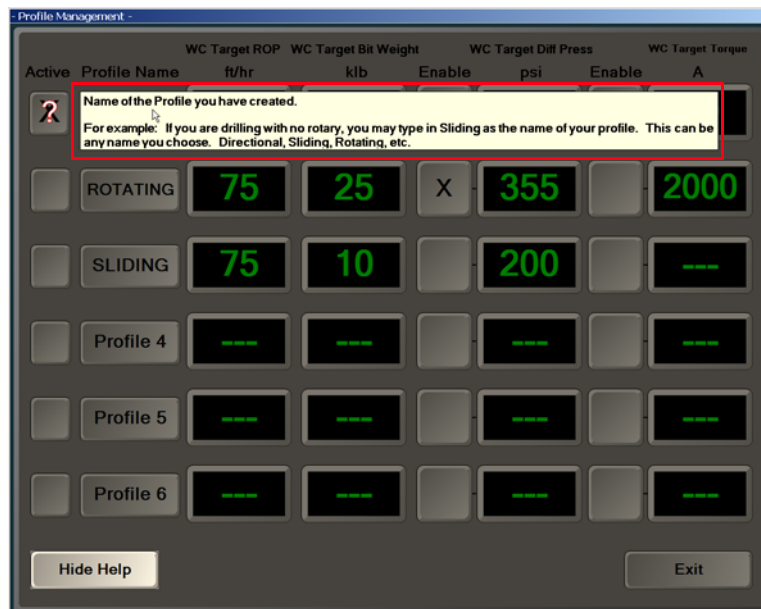 - Profile Management -
WC Target ROP WC Target Bit Weight WC Target Diff Press WC Target Torque
Active Profile Name ft/hr klb Enable psi Enable A
?
Name of the Profile you have created.
For example: If you are drilling with no rotary, you may type in Sliding as the name of your profile. This can be
any name you choose. Directional, Sliding, Rotating, etc.
ROTATING 75 25 X - 355 - 2000
SLIDING 75 10 - 200 - ---
Profile 4 --- --- - --- - ---
Profile 5 --- --- - --- - ---
Profile 6 --- --- - --- - ---
Hide Help Exit